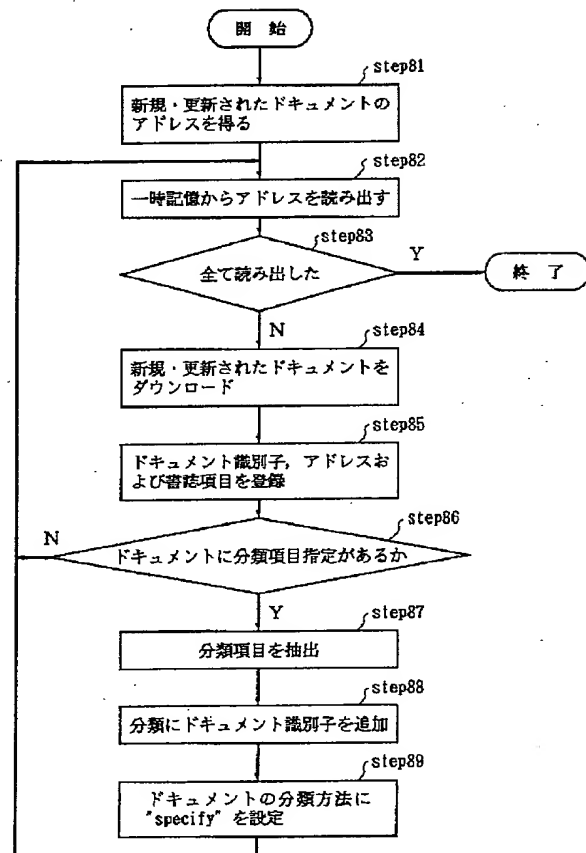 開 始
step81
新規・更新されたドキュメントの
アドレスを得る
step82
一時記憶からアドレスを読み出す
step83
全て読み出した
Y
終 了
N
step84
新規・更新されたドキュメントを
ダウンロード
step85
ドキュメント識別子，アドレスお
よび書誌項目を登録
step86
N
ドキュメントに分類項目指定があるか
Y
step87
分類項目を抽出
step88
分類にドキュメント識別子を追加
step89
ドキュメントの分類方法に
"specify" を設定